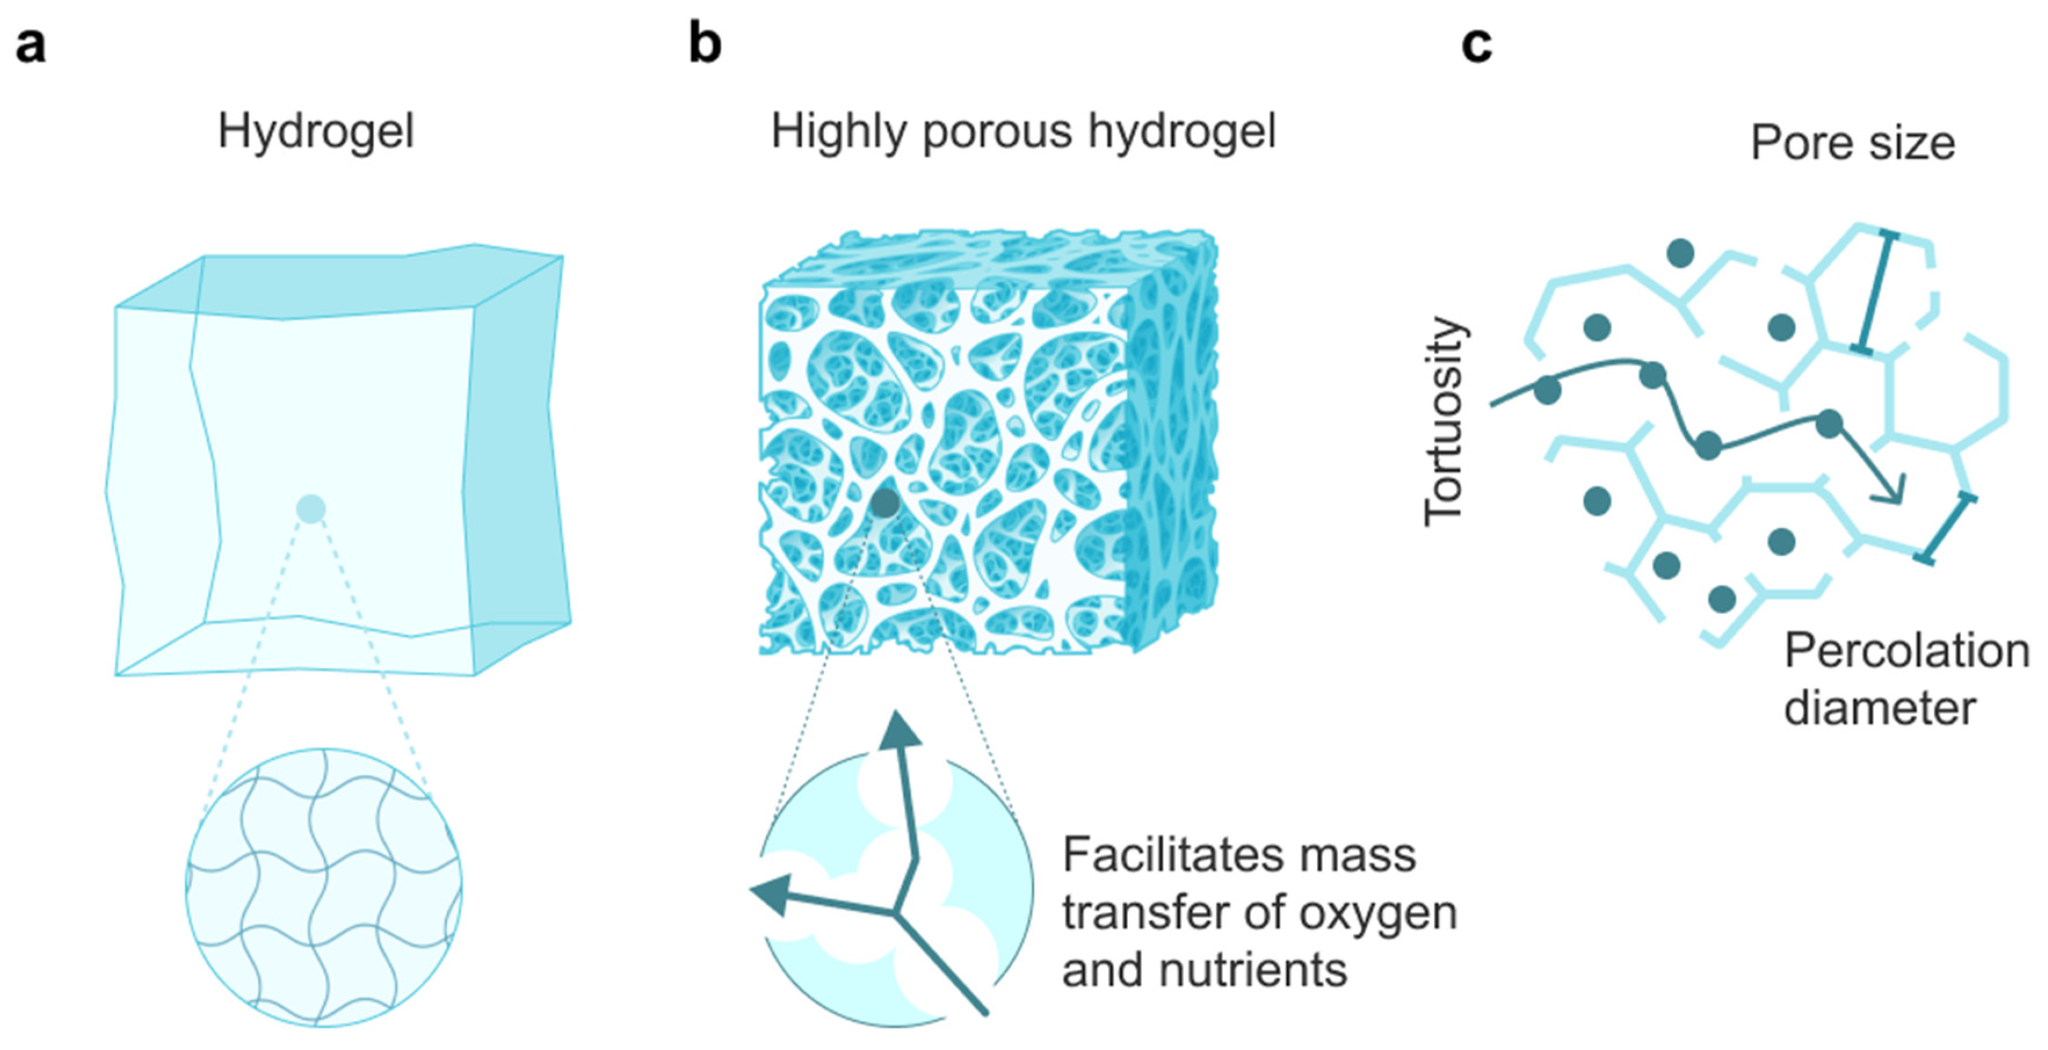 a
Hydrogel
b
Highly porous hydrogel
Facilitates mass
transfer of oxygen
and nutrients
c
Pore size
Tortuosity
Percolation
diameter